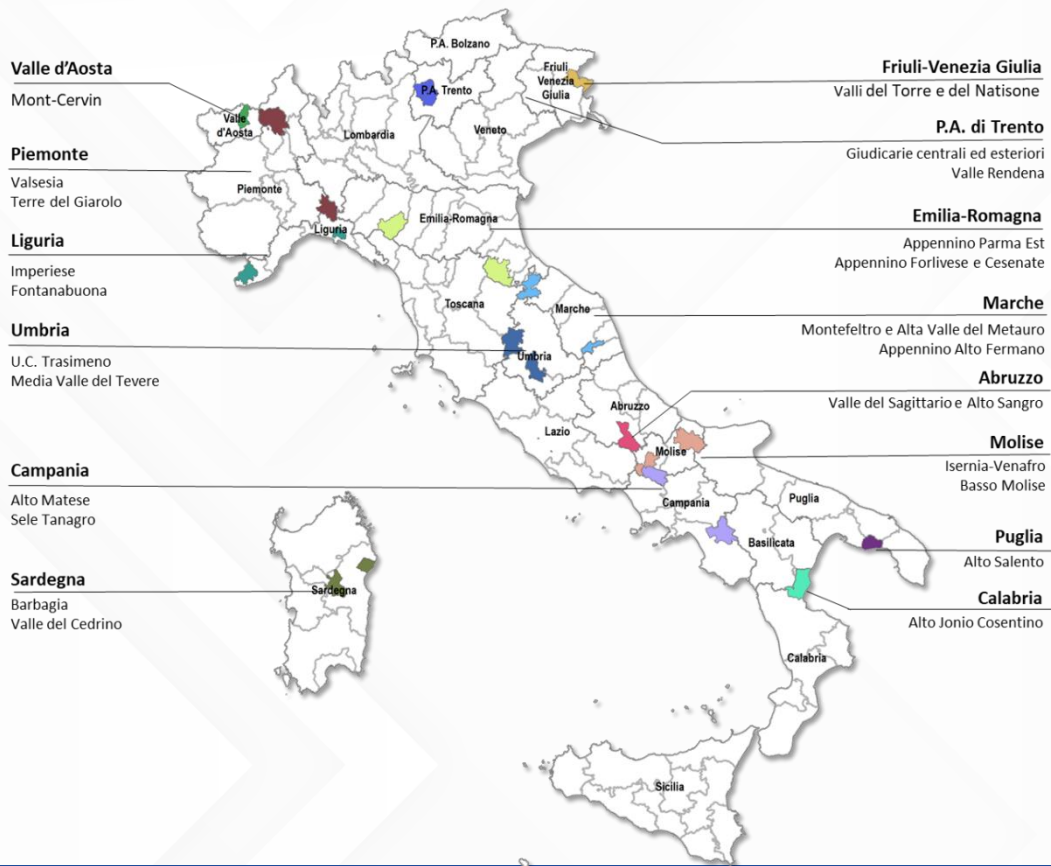 Valle d'Aosta
Mont-Cervin
Piemonte
Valsesia
Terre del Giarolo
Liguria
Imperiese
Fontanabuona
Umbria
U.C. Trasimeno
Media Valle del Tevere
Campania
Alto Matese
Sele Tanagro
Sardegna
Barbagia
Valle del Cedrino
P.A. Bolzano
P.A. Trento
Friuli
Venezia
Giulia
Valle
d'Aosta
Lombardia
Veneto
Piemonte
Emilia-Romagna
Liguria
Toscana
Marche
Umbria
Abruzzo
Lazio
Molise
Campania
Puglia
Basilicata
Sardegna
Calabria
Sicilia
Friuli-Venezia Giulia
Valli del Torre e del Natisone
P.A. di Trento
Giudicarie centrali ed esteriori
Valle Rendena
Emilia-Romagna
Appennino Parma Est
Appennino Forlivese e Cesenate
Marche
Montefeltro e Alta Valle del Metauro
Appennino Alto Fermano
Abruzzo
Valle del Sagittario e Alto Sangro
Molise
Isernia-Venafro
Basso Molise
Puglia
Alto Salento
Calabria
Alto Jonio Cosentino